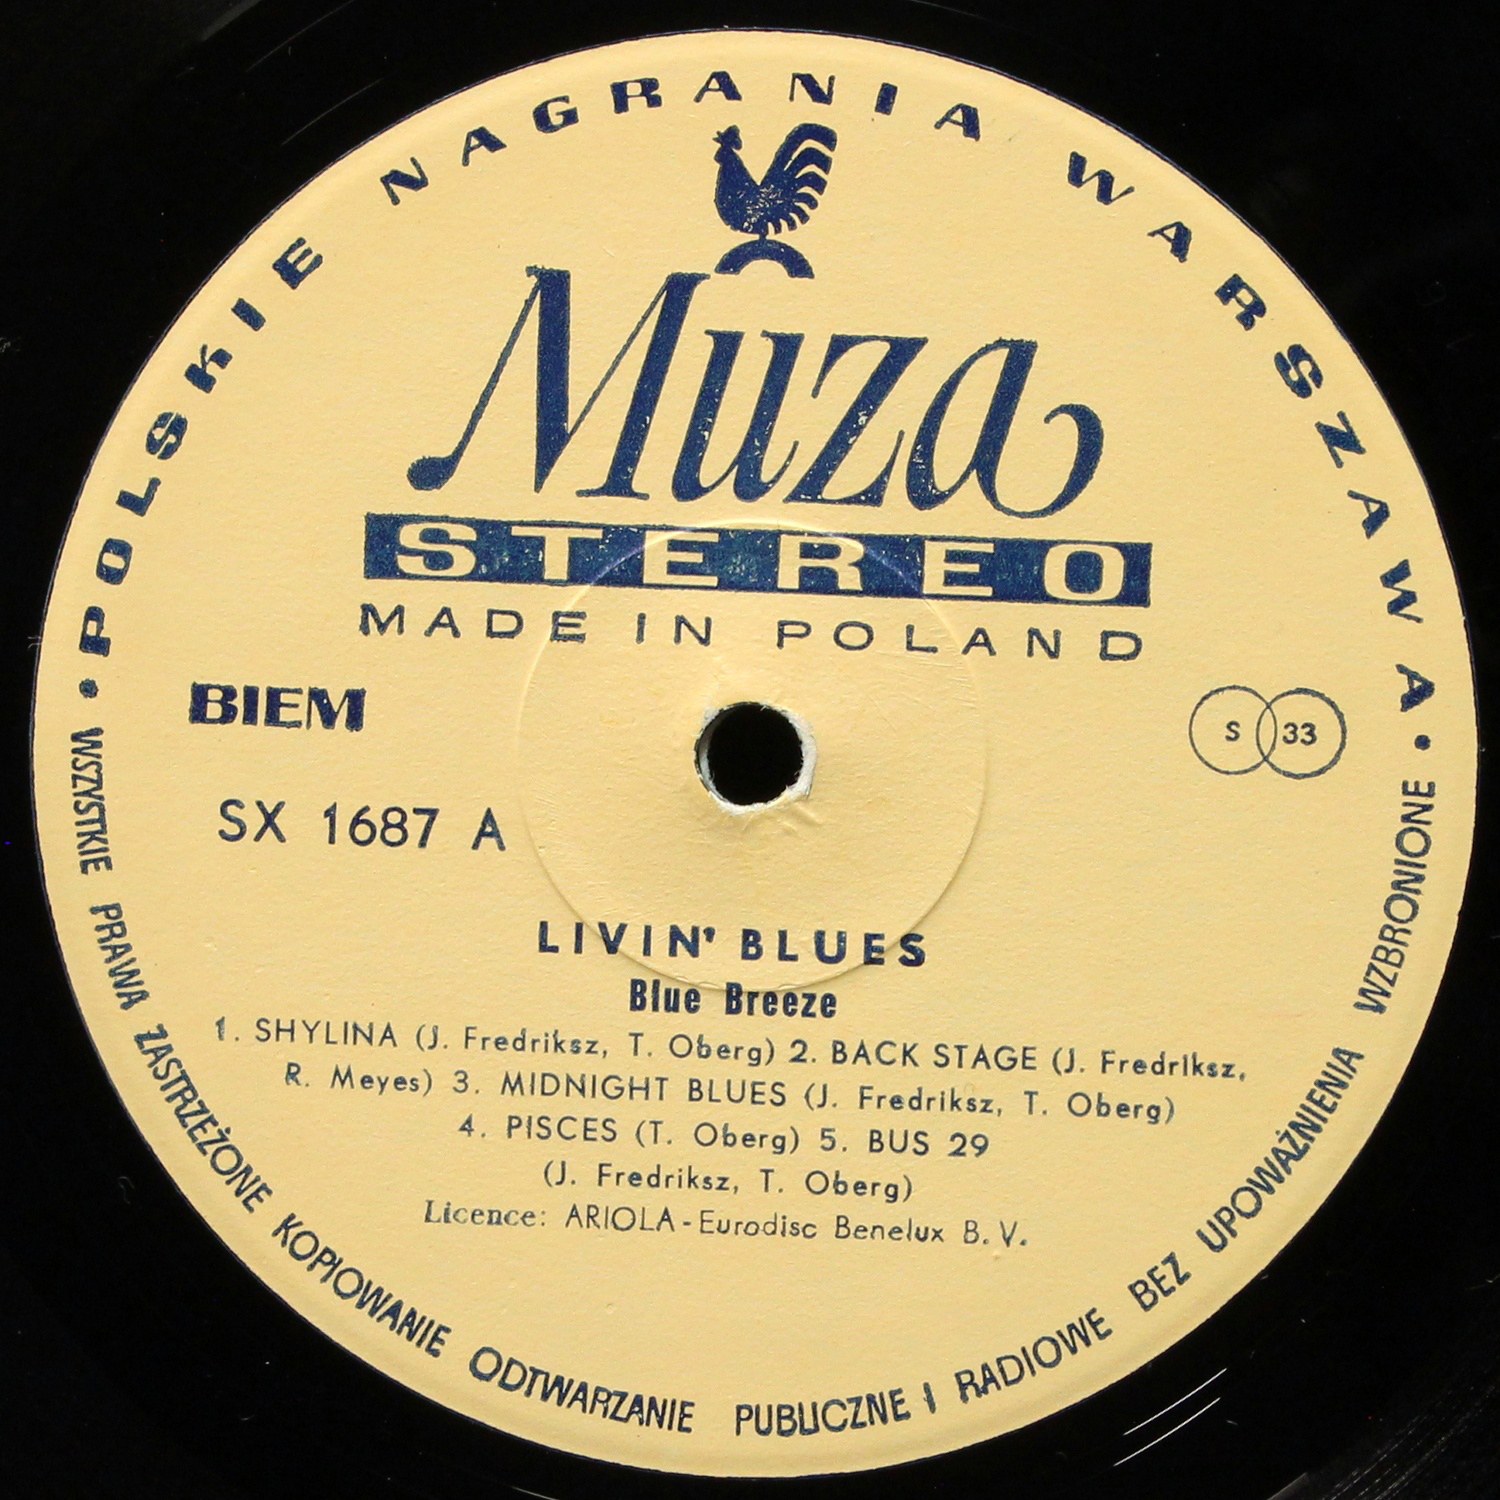 • POLSKIE NAGRANIA WARSZAWA •
Muza
STEREO
MADE IN POLAND
BIEM
S 33
SX 1687 A
LIVIN' BLUES
Blue Breeze
1. SHYLINA (J. Fredriksz, T. Oberg) 2. BACK STAGE (J. Fredriksz,
R. Meyes) 3. MIDNIGHT BLUES (J. Fredriksz, T. Oberg)
4. PISCES (T. Oberg) 5. BUS 29
(J. Fredriksz, T. Oberg)
Licence: ARIOLA-Eurodisc Benelux B. V.
WSZYSTKIE PRAWA ZASTRZEŻONE KOPIOWANIE ODTWARZANIE PUBLICZNE I RADIOWE BEZ UPOWAŻNIENIA WZBRONIONE